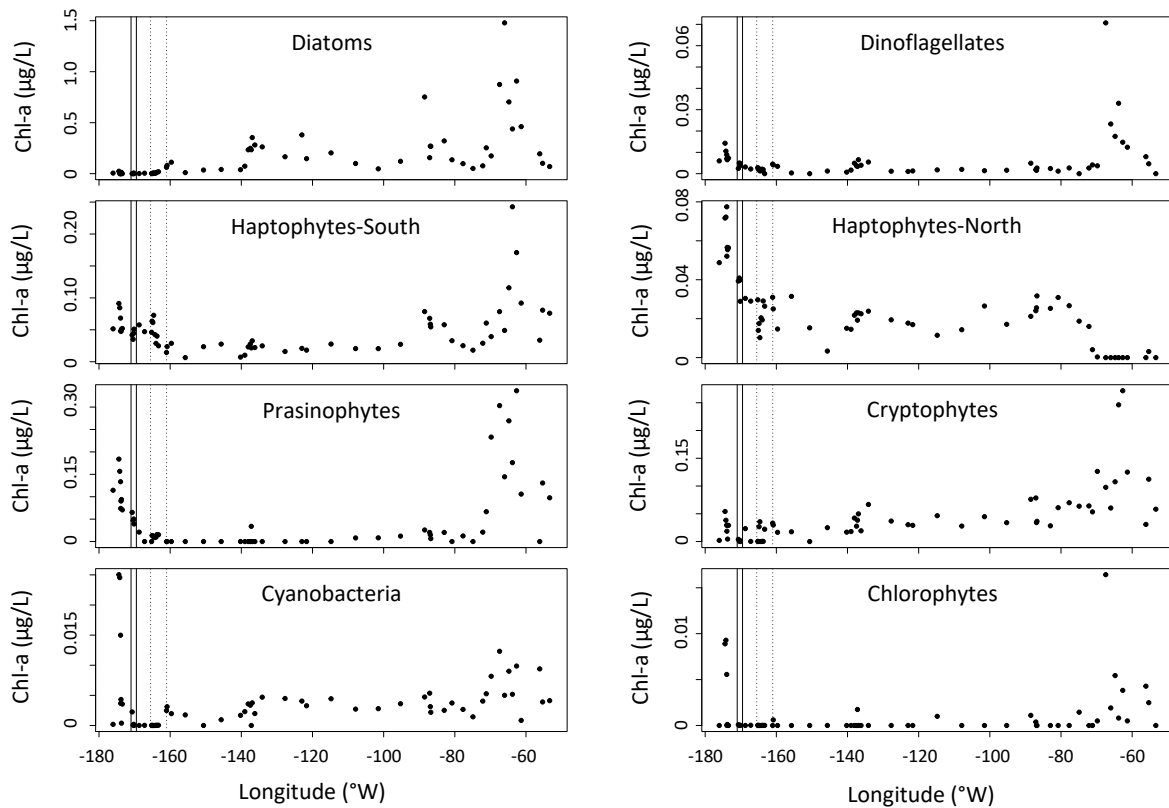 Chl-a (µg/L)
1.5
1.0
0.5
0
Diatoms
Chl-a (µg/L)
0.06
0.03
0
Dinoflagellates
Chl-a (µg/L)
0.20
0.10
0
Haptophytes-South
Chl-a (µg/L)
0.08
0.04
0
Haptophytes-North
Chl-a (µg/L)
0.30
0.15
0
Prasinophytes
Chl-a (µg/L)
0.15
0
Cryptophytes
Chl-a (µg/L)
0.015
0
Cyanobacteria
Chl-a (µg/L)
0.01
0
Chlorophytes
-180 -160 -140 -120 -100 -80 -60
Longitude (°W)
-180 -160 -140 -120 -100 -80 -60
Longitude (°W)